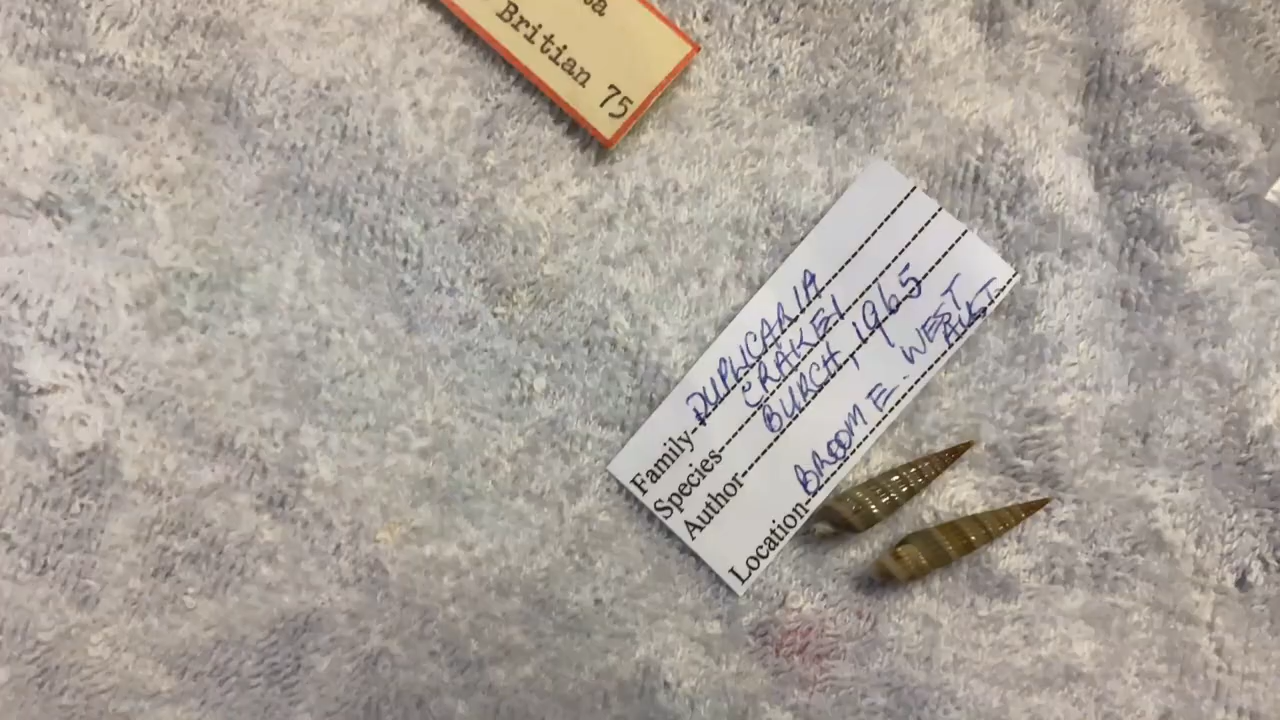 Britian 75
Family- DUPLICARIA
Species- CRAKEI
Author- BURCH, 1965
Location- BROOME. WEST
AUST